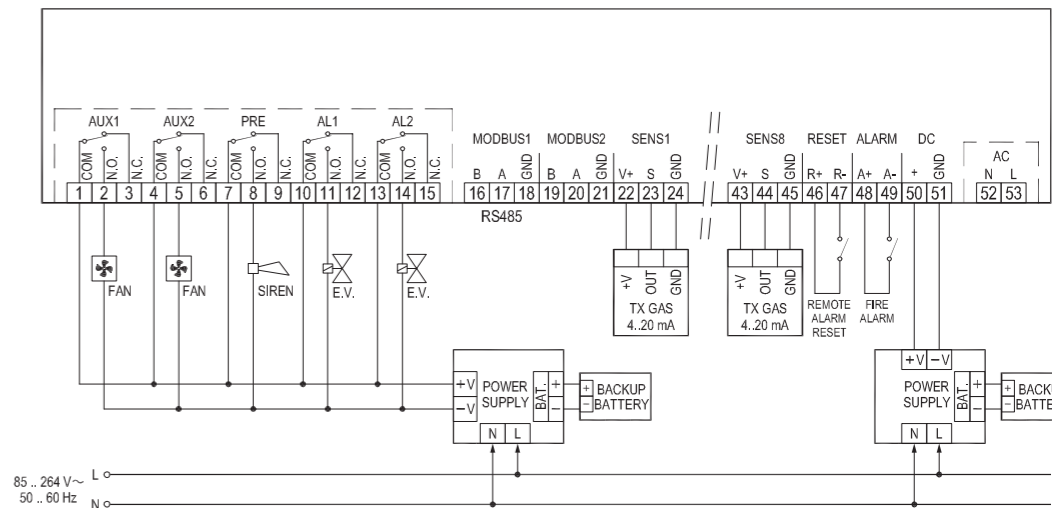 AUX1 AUX2 PRE AL1 AL2
COM N.O. N.C. COM N.O. N.C. COM N.O. N.C. COM N.O. N.C. COM N.O. N.C.
MODBUS1 MODBUS2 SENS1 SENS8 RESET ALARM DC AC
B A GND B A GND V+ S GND V+ S GND R+ R- A+ A- + GND N L
1 2 3 4 5 6 7 8 9 10 11 12 13 14 15 16 17 18 19 20 21 22 23 24 43 44 45 46 47 48 49 50 51 52 53
RS485
FAN FAN SIREN E.V. E.V.
+V OUT GND
TX GAS
4..20 mA
+V OUT GND
TX GAS
4..20 mA
REMOTE
ALARM
RESET
FIRE
ALARM
+V −V
POWER
SUPPLY
BAT.
+
−
N L
+ BACKUP
− BATTERY
+V −V
POWER
SUPPLY
BAT.
+
−
N L
+ BACKU
− BATTE
85 .. 264 V~
50 .. 60 Hz
L
N